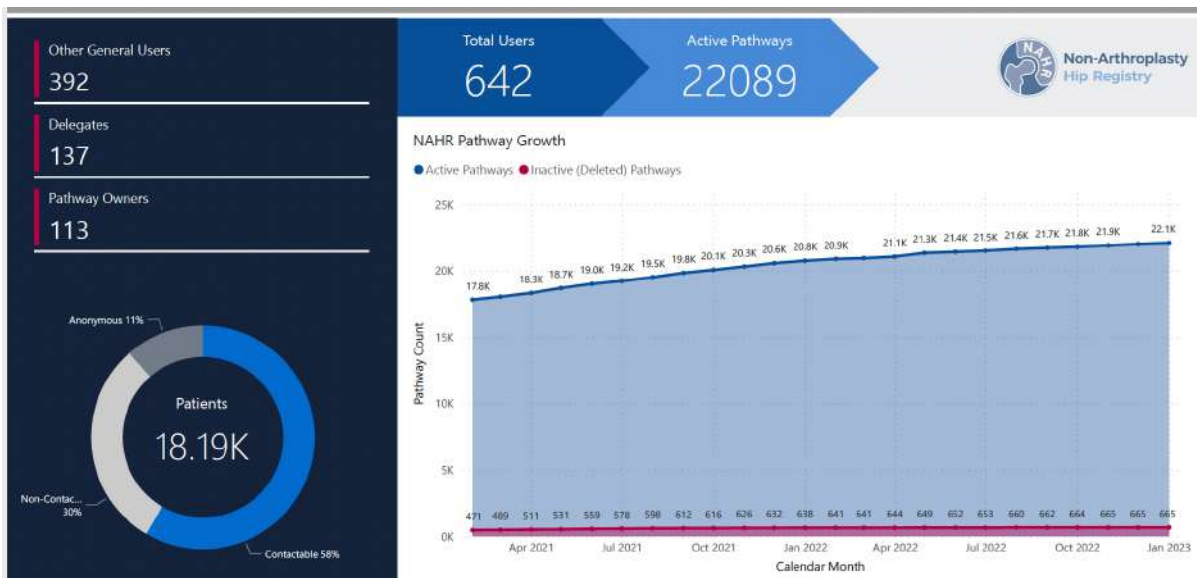 Other General Users
392
Delegates
137
Pathway Owners
113
Anonymous 11%
Patients
18.19K
Non-Contac...
30%
Contactable 58%
Total Users
642
Active Pathways
22089
NAHR
Non-Arthroplasty
Hip Registry
NAHR Pathway Growth
Active Pathways Inactive (Deleted) Pathways
25K
20K
15K
10K
5K
0K
Pathway Count
17.8K 18.3K 18.7K 19.0K 19.2K 19.5K 19.8K 20.1K 20.3K 20.6K 20.8K 20.9K 21.1K 21.3K 21.4K 21.5K 21.6K 21.7K 21.8K 21.9K 22.1K
471 489 511 531 559 578 598 612 616 626 632 638 641 641 644 649 652 653 660 662 664 665 665 665
Apr 2021 Jul 2021 Oct 2021 Jan 2022 Apr 2022 Jul 2022 Oct 2022 Jan 2023
Calendar Month